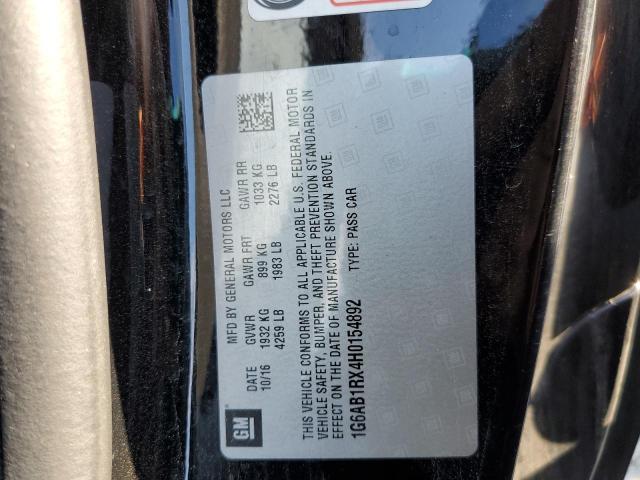 GM
MFD BY GENERAL MOTORS LLC
DATE GVWR GAWR FRT GAWR RR
10/16 1932 KG 899 KG 1033 KG
4259 LB 1983 LB 2276 LB
THIS VEHICLE CONFORMS TO ALL APPLICABLE U.S. FEDERAL MOTOR
VEHICLE SAFETY, BUMPER, AND THEFT PREVENTION STANDARDS IN
EFFECT ON THE DATE OF MANUFACTURE SHOWN ABOVE.
1G6AB1RX4H0154892 TYPE: PASS CAR